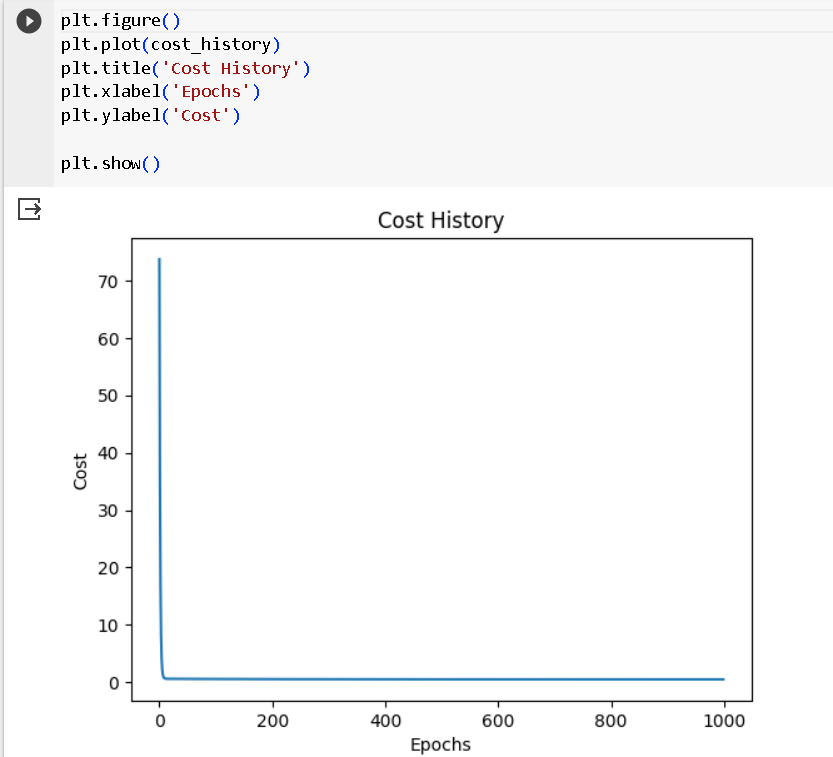 plt.figure()
plt.plot(cost_history)
plt.title('Cost History')
plt.xlabel('Epochs')
plt.ylabel('Cost')
plt.show()
Cost History
70
60
50
40
30
20
10
0
Cost
0 200 400 600 800 1000
Epochs